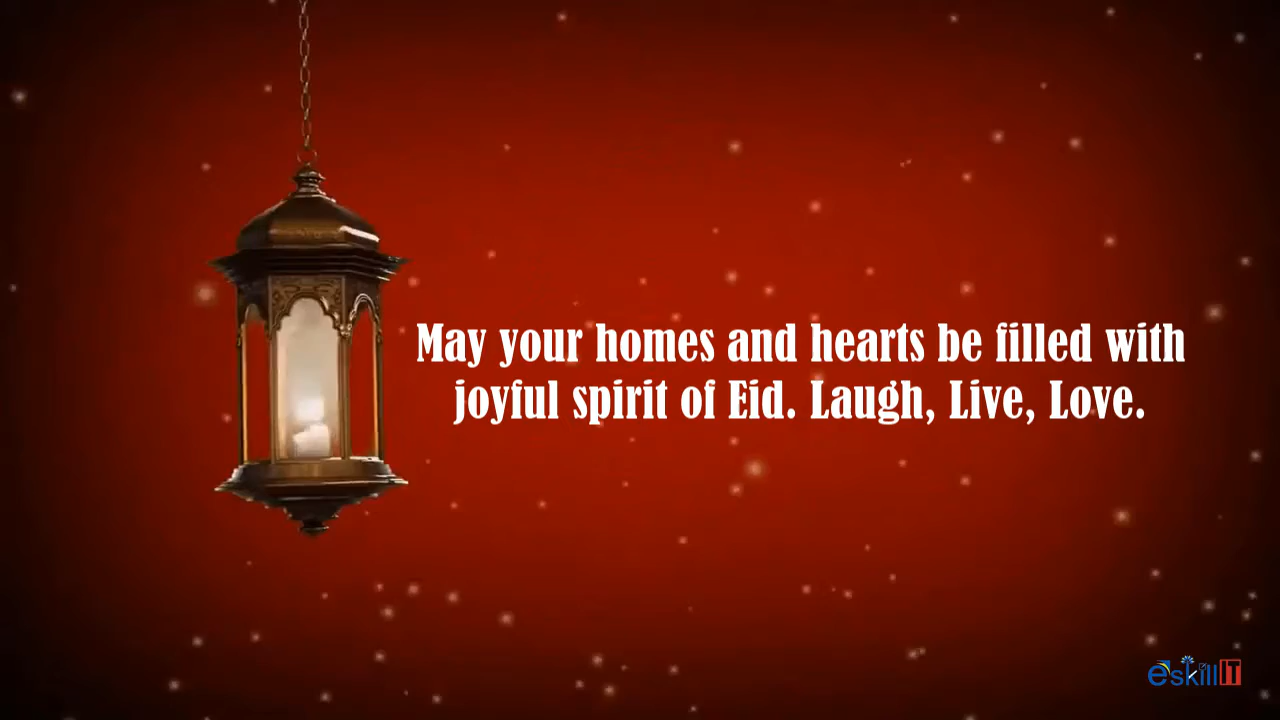 May your homes and hearts be filled with
joyful spirit of Eid. Laugh, Live, Love.
eskillIT